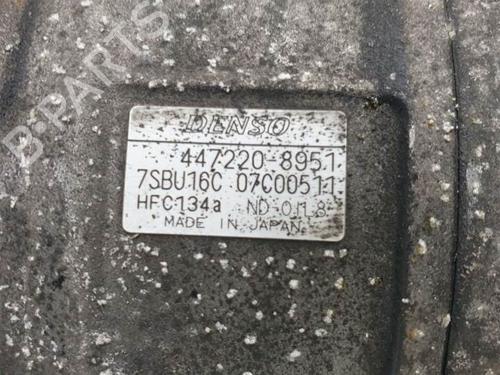 DENSO
447220-8951
7SBU16C 07C00511
HFC134a ND-OIL8
MADE IN JAPAN
B-PARTS